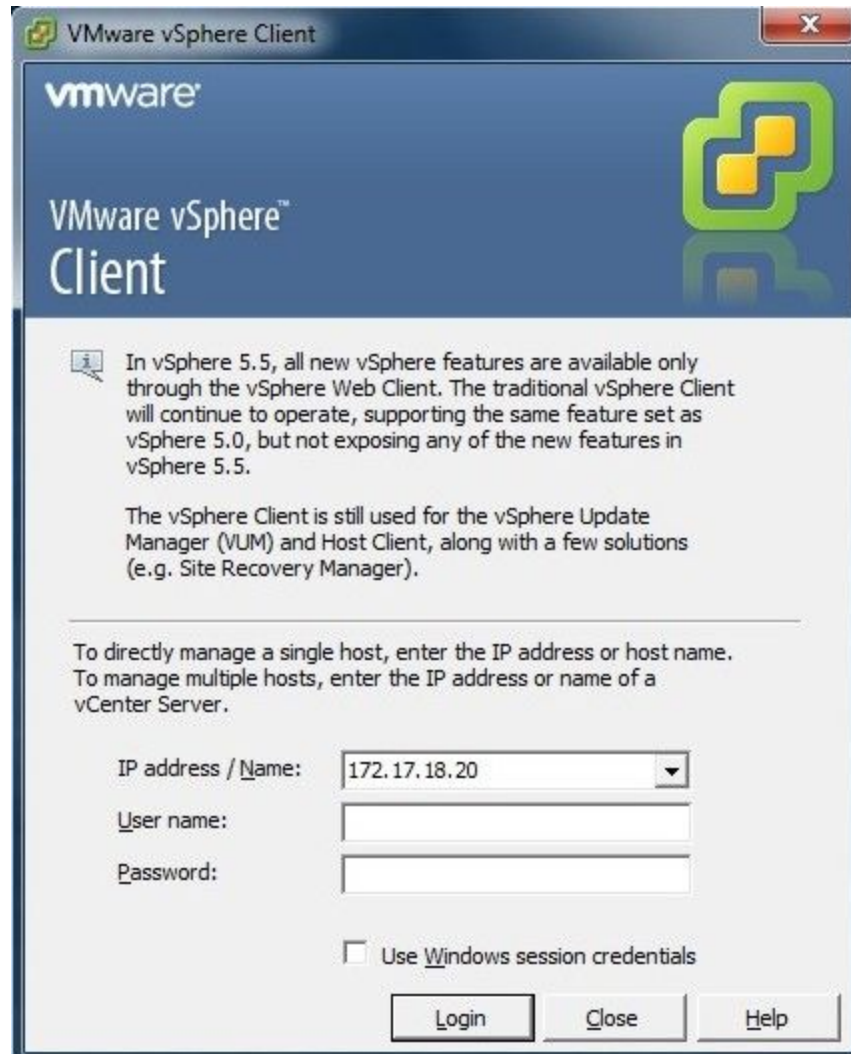 VMware vSphere Client
vmware
VMware vSphere™
Client
In vSphere 5.5, all new vSphere features are available only
through the vSphere Web Client. The traditional vSphere Client
will continue to operate, supporting the same feature set as
vSphere 5.0, but not exposing any of the new features in
vSphere 5.5.
The vSphere Client is still used for the vSphere Update
Manager (VUM) and Host Client, along with a few solutions
(e.g. Site Recovery Manager).
To directly manage a single host, enter the IP address or host name.
To manage multiple hosts, enter the IP address or name of a
vCenter Server.
IP address / Name: 172.17.18.20
User name:
Password:
Use Windows session credentials
Login Close Help